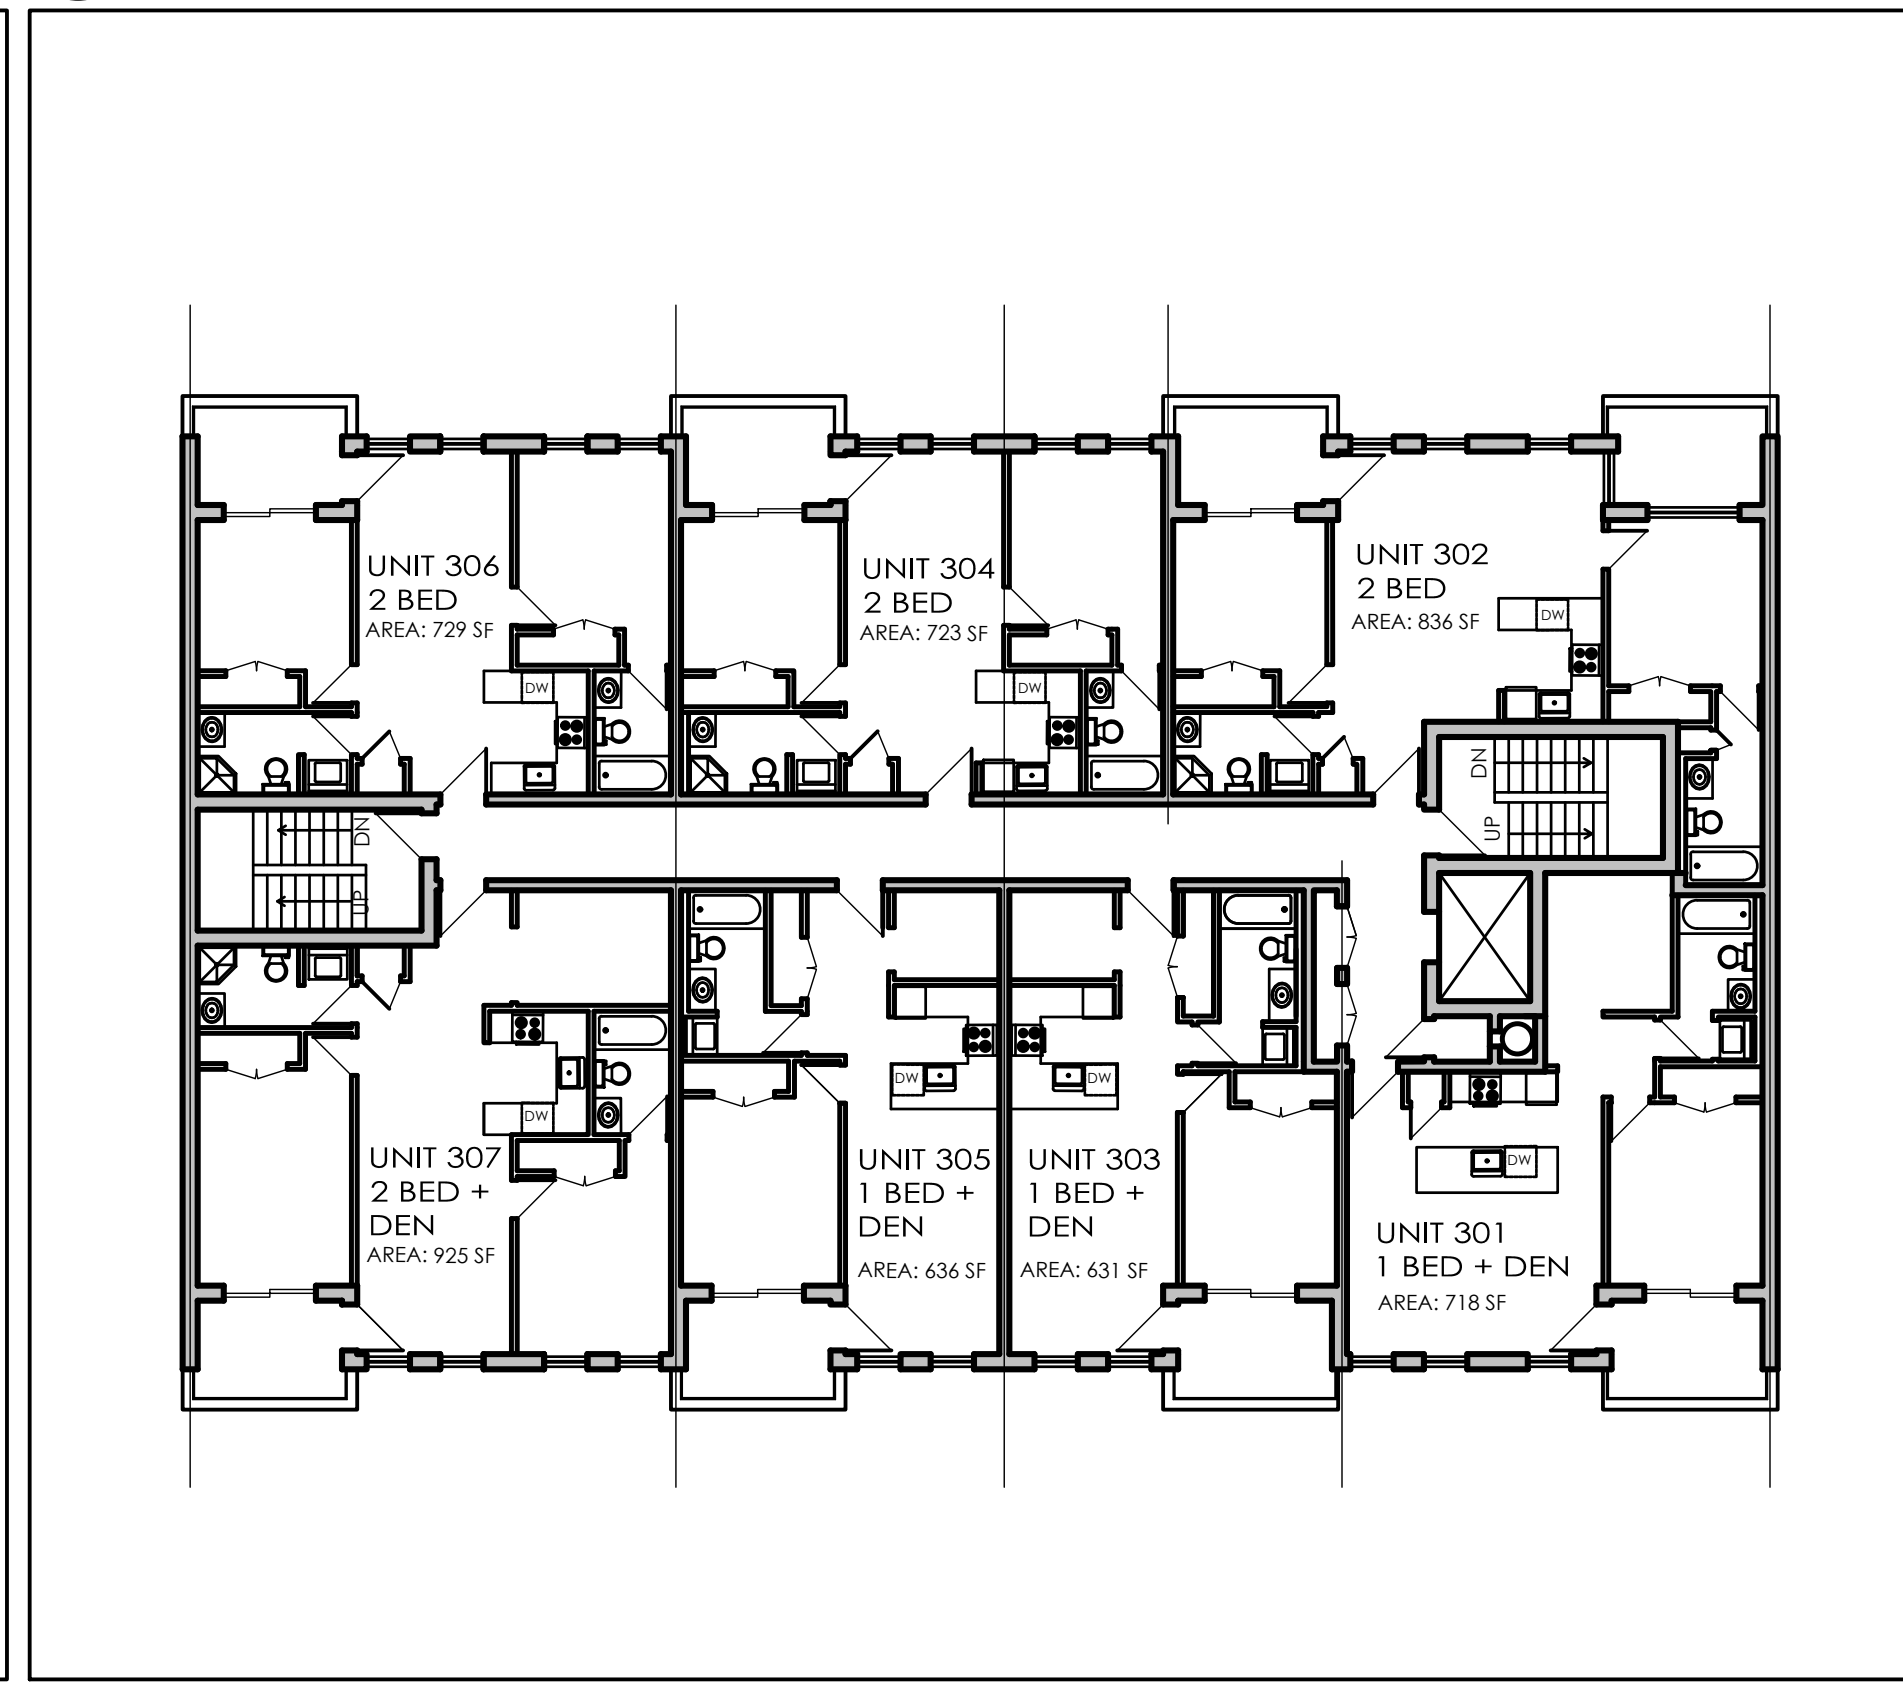 UNIT 306
2 BED
AREA: 729 SF
DW
UNIT 304
2 BED
AREA: 723 SF
DW
UNIT 302
2 BED
AREA: 836 SF
DW
DN
UP
DN
UP
UNIT 307
2 BED +
DEN
AREA: 925 SF
DW
UNIT 305
1 BED +
DEN
AREA: 636 SF
DW
UNIT 303
1 BED +
DEN
AREA: 631 SF
DW
UNIT 301
1 BED + DEN
AREA: 718 SF
DW